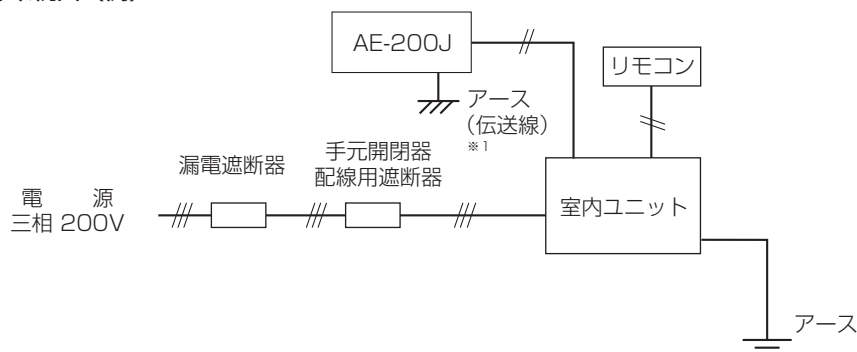 AE-200J
リモコン
アース
(伝送線)
※1
漏電遮断器
手元開閉器
配線用遮断器
電 源
三相 200V
室内ユニット
アース